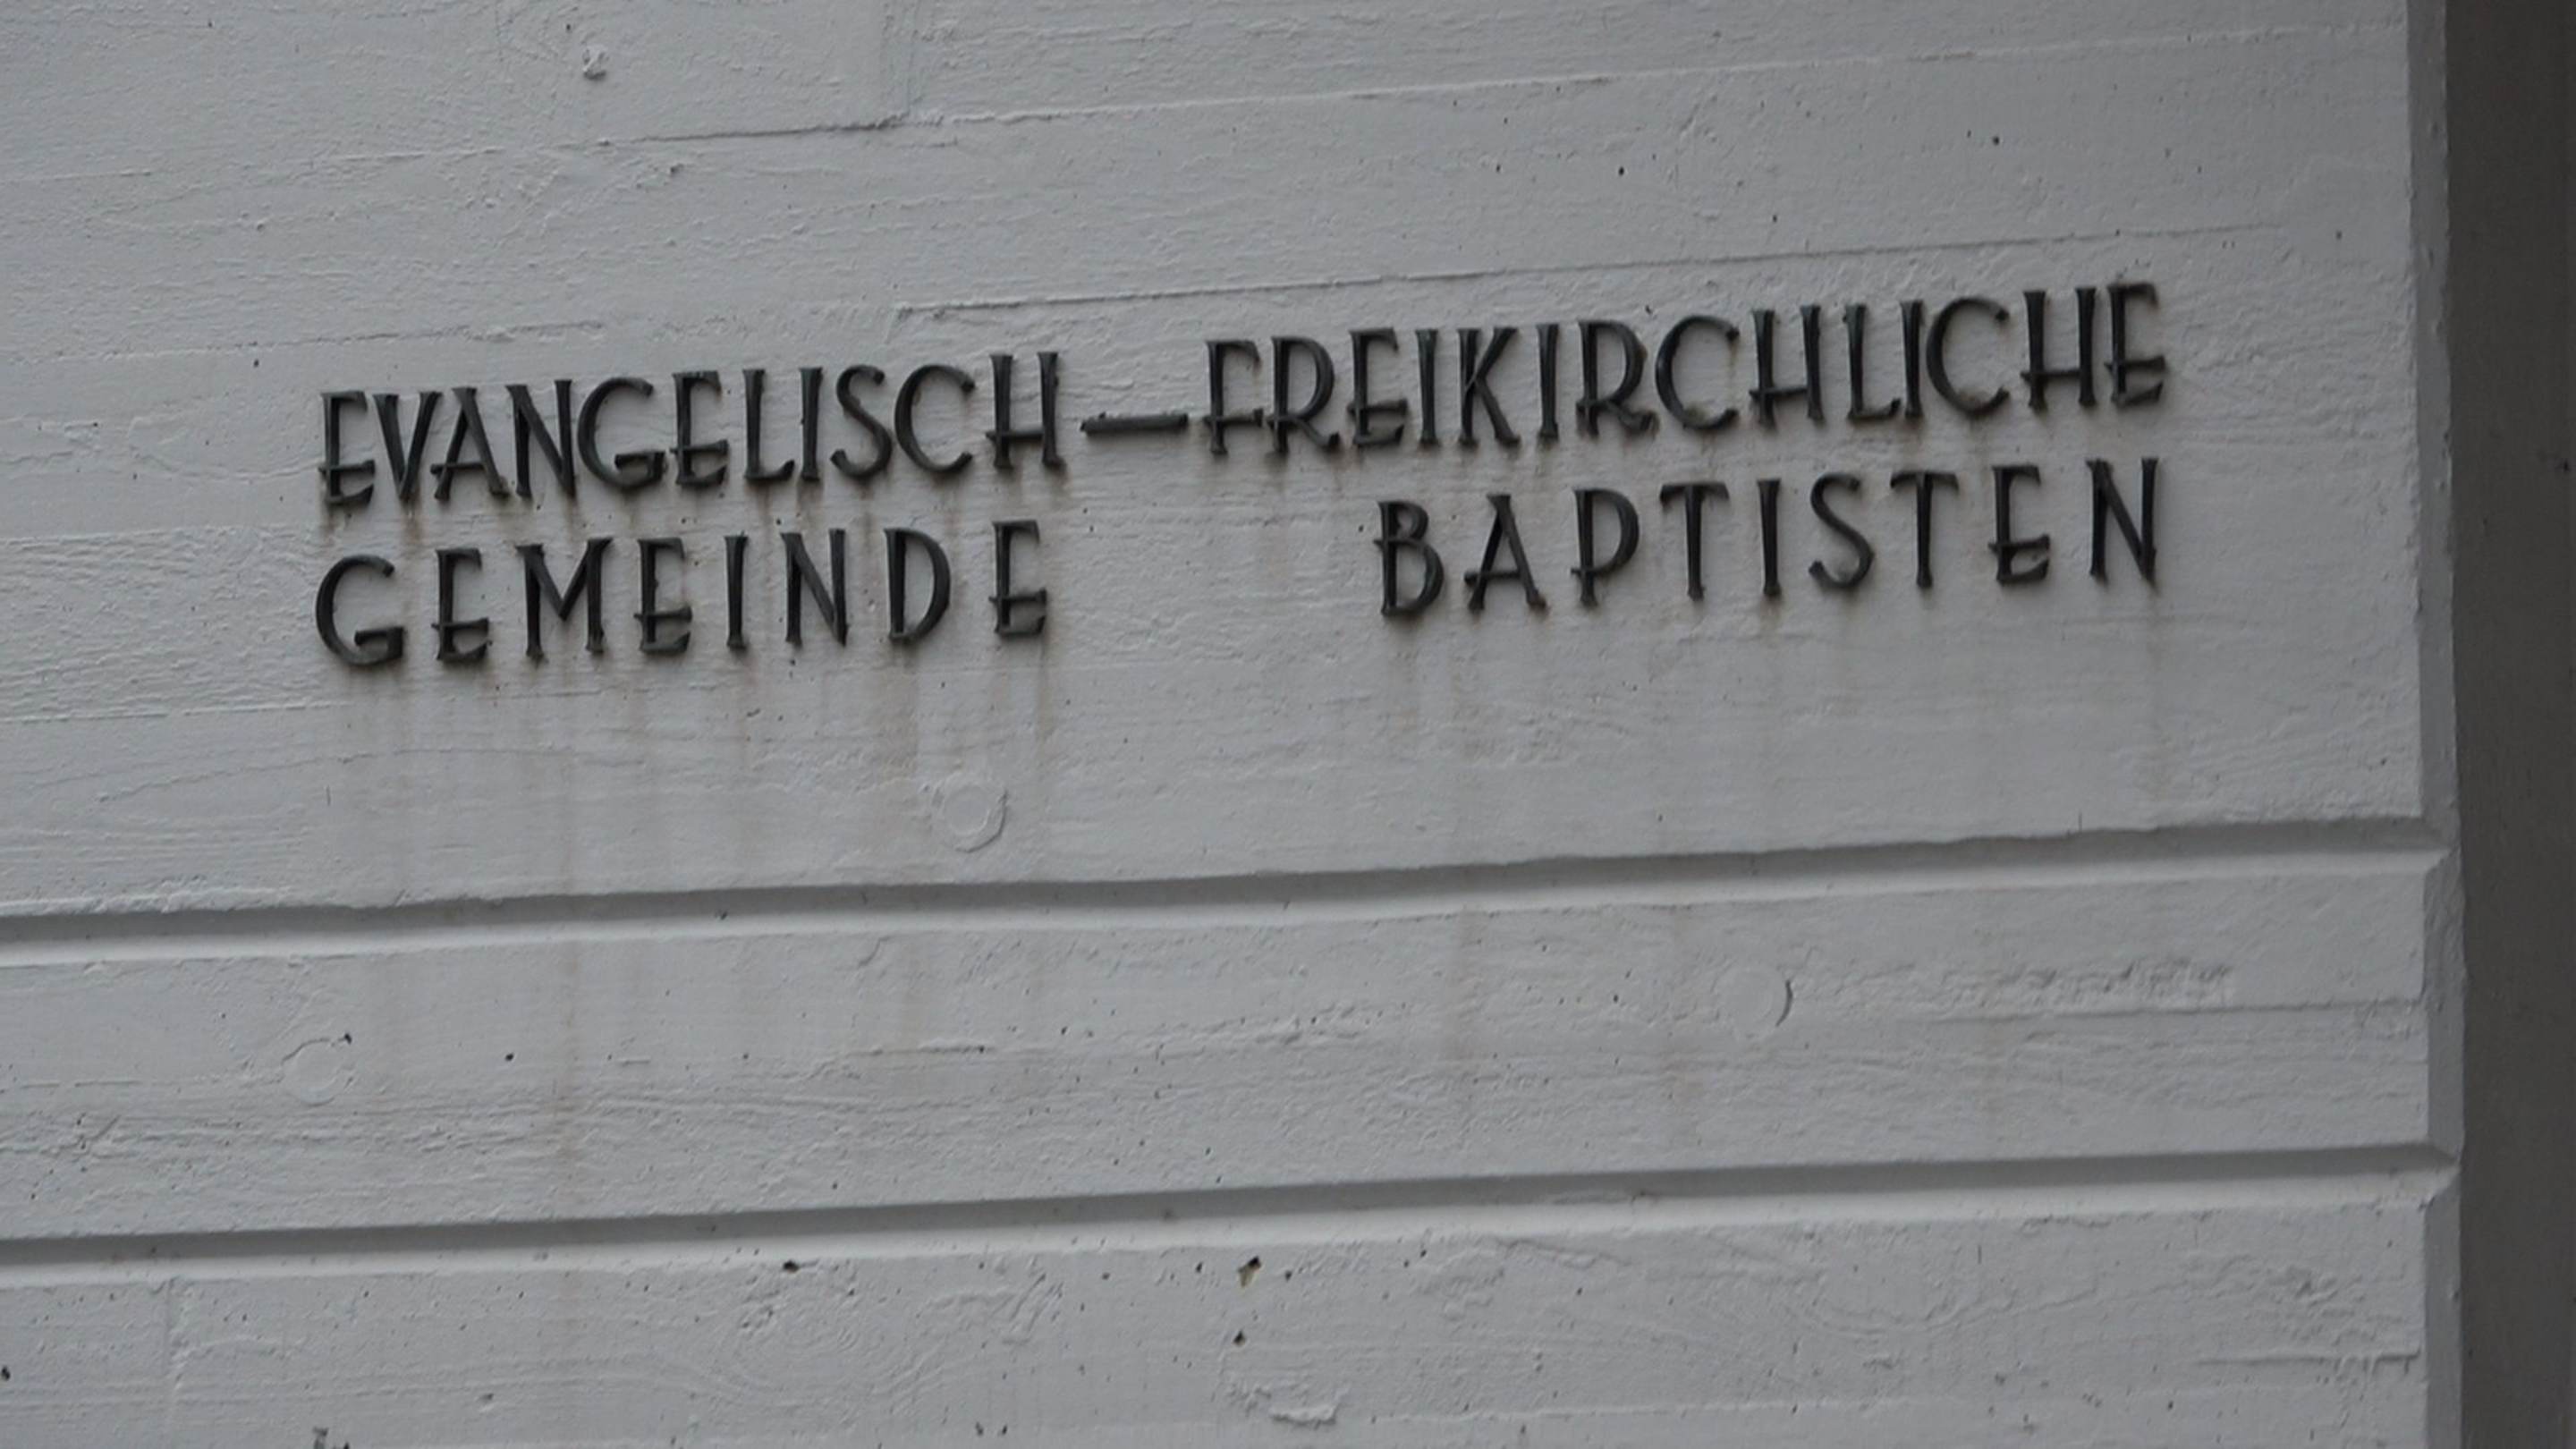 EVANGELISCH—FREIKIRCHLICHE
GEMEINDE BAPTISTEN